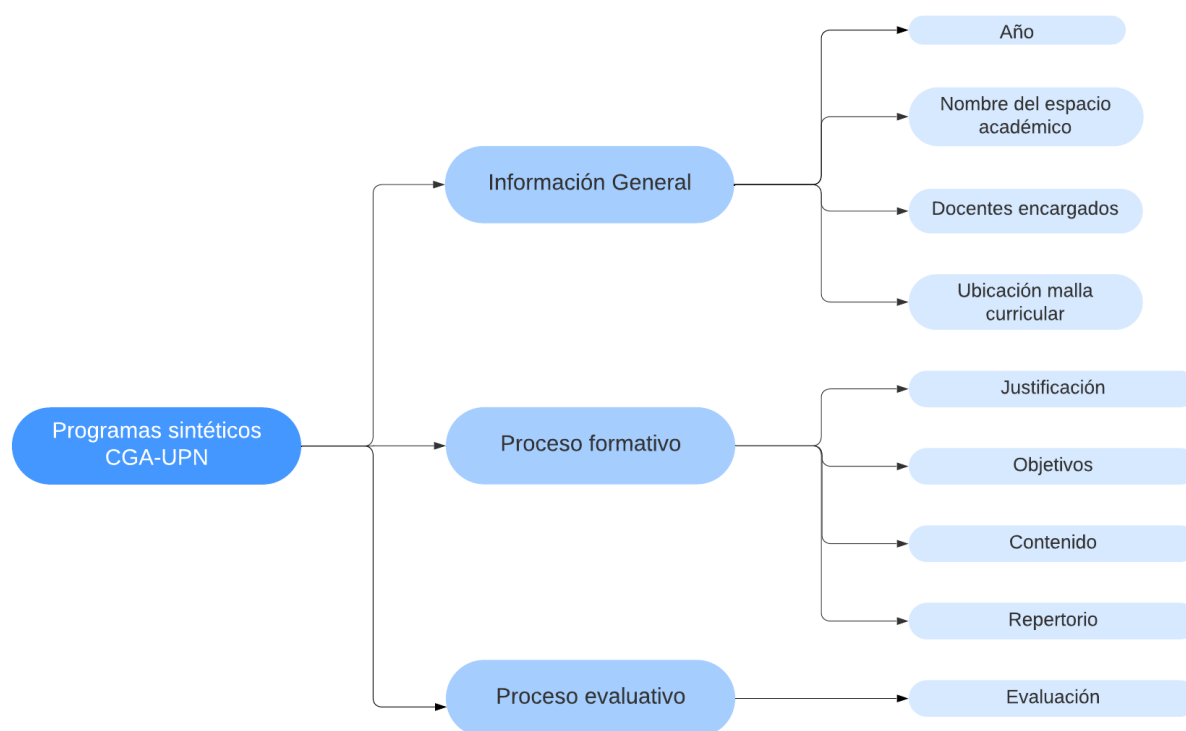 Programas sintéticos
CGA-UPN
Información General
Año
Nombre del espacio
académico
Docentes encargados
Ubicación malla
curricular
Proceso formativo
Justificación
Objetivos
Contenido
Repertorio
Proceso evaluativo
Evaluación